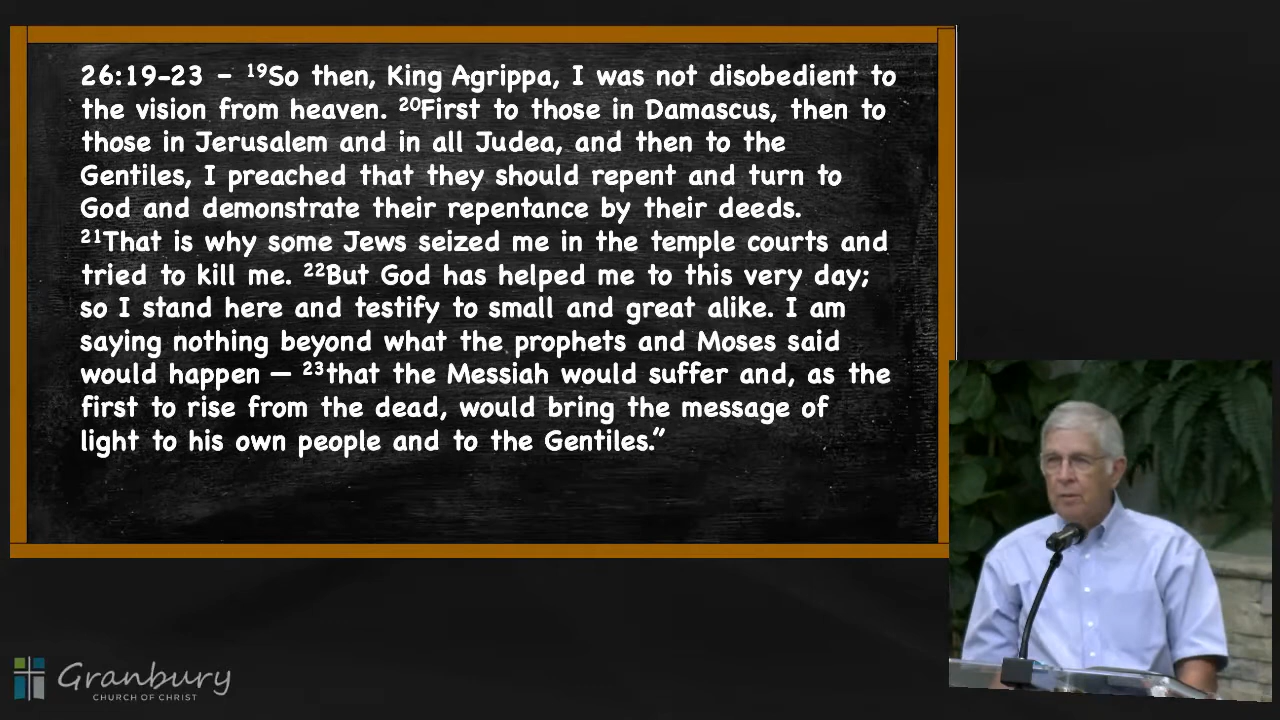 26:19-23 – ¹⁹So then, King Agrippa, I was not disobedient to
the vision from heaven. ²⁰First to those in Damascus, then to
those in Jerusalem and in all Judea, and then to the
Gentiles, I preached that they should repent and turn to
God and demonstrate their repentance by their deeds.
²¹That is why some Jews seized me in the temple courts and
tried to kill me. ²²But God has helped me to this very day;
so I stand here and testify to small and great alike. I am
saying nothing beyond what the prophets and Moses said
would happen — ²³that the Messiah would suffer and, as the
first to rise from the dead, would bring the message of
light to his own people and to the Gentiles.”
Granbury
CHURCH OF CHRIST